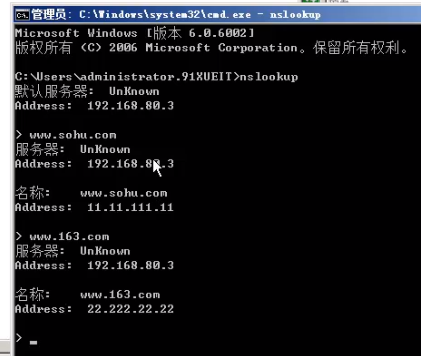 管理员: C:\Windows\system32\cmd.exe - nslookup
Microsoft Windows [版本 6.0.6002]
版权所有 (C) 2006 Microsoft Corporation。保留所有权利。
C:\Users\administrator.91XUEIT>nslookup
默认服务器:  UnKnown
Address:  192.168.80.3
> www.sohu.com
服务器:  UnKnown
Address:  192.168.80.3
名称:    www.sohu.com
Address:  11.11.111.11
> www.163.com
服务器:  UnKnown
Address:  192.168.80.3
名称:    www.163.com
Address:  22.222.22.22
> _